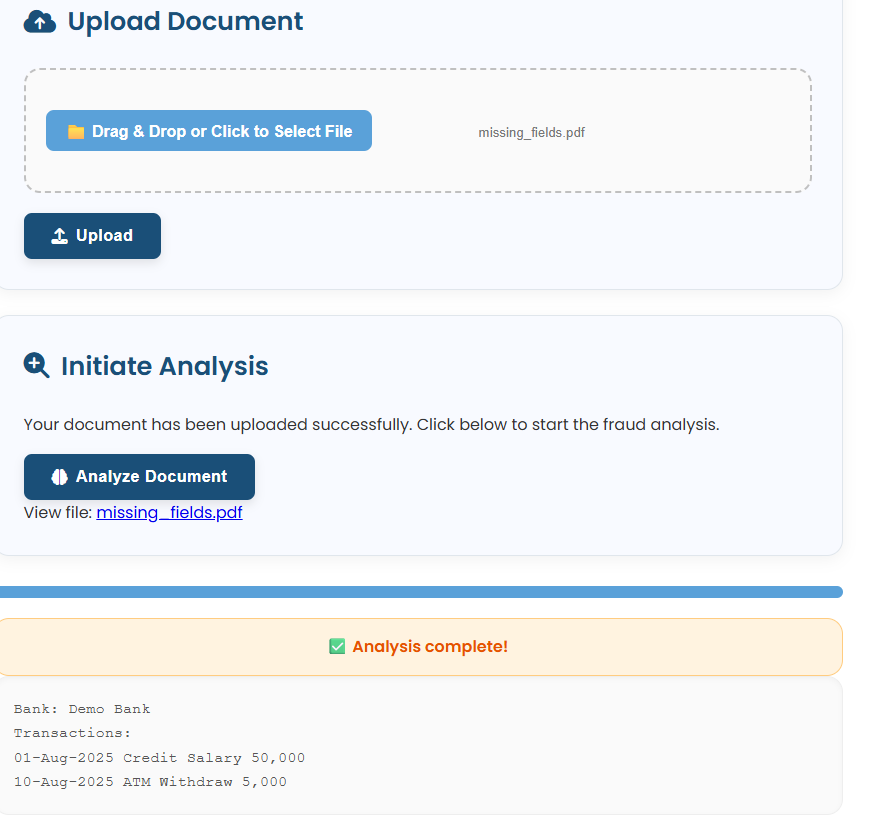 Upload Document
Drag & Drop or Click to Select File
missing_fields.pdf
Upload
Initiate Analysis
Your document has been uploaded successfully. Click below to start the fraud analysis.
Analyze Document
View file: missing_fields.pdf
Analysis complete!
Bank: Demo Bank
Transactions:
01-Aug-2025 Credit Salary 50,000
10-Aug-2025 ATM Withdraw 5,000